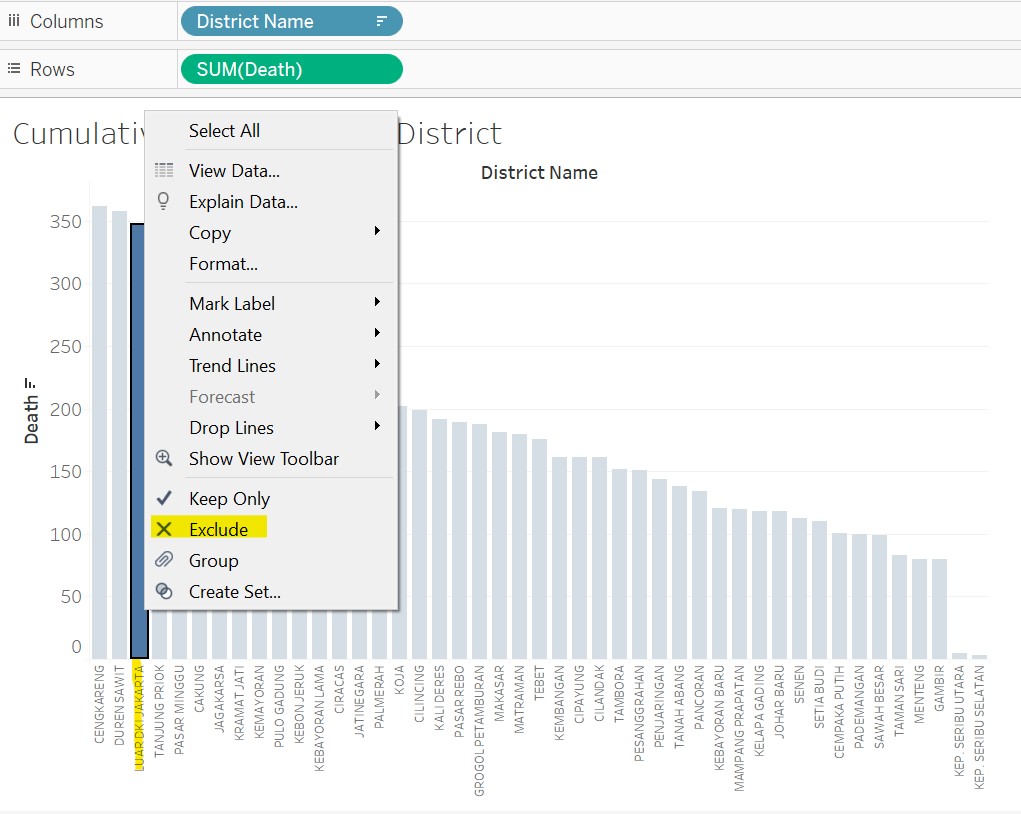 Columns
District Name
Rows
SUM(Death)
Cumulativ
District
District Name
Select All
View Data...
Explain Data...
Copy
Format...
Mark Label
Annotate
Trend Lines
Forecast
Drop Lines
Show View Toolbar
Keep Only
Exclude
Group
Create Set...
Death
350
300
250
200
150
100
50
0
CENGKARENG
DUREN SAWIT
LUAR DKI JAKARTA
TANJUNG PRIOK
PASAR MINGGU
CAKUNG
JAGAKARSA
KRAMAT JATI
KEMAYORAN
PULO GADUNG
KEBON JERUK
KEBAYORAN LAMA
CIRACAS
JATINEGARA
PALMERAH
KOJA
CILINCING
KALI DERES
PASAR REBO
GROGOL PETAMBURAN
MAKASAR
MATRAMAN
TEBET
KEMBANGAN
CIPAYUNG
CILANDAK
TAMBORA
PESANGGRAHAN
PENJARINGAN
TANAH ABANG
PANCORAN
KEBAYORAN BARU
MAMPANG PRAPATAN
KELAPA GADING
JOHAR BARU
SENEN
SETIA BUDI
CEMPAKA PUTIH
PADEMANGAN
SAWAH BESAR
TAMAN SARI
MENTENG
GAMBIR
KEP. SERIBU UTARA
KEP. SERIBU SELATAN